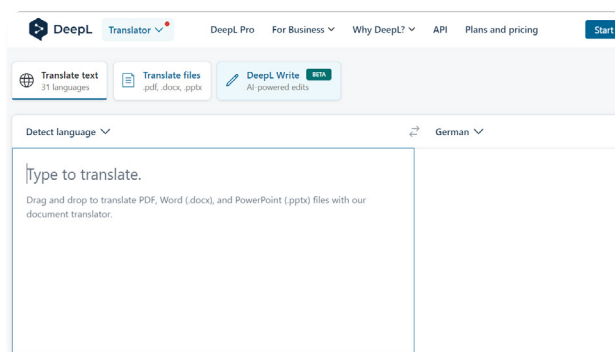 DeepL Translator DeepL Pro For Business Why DeepL? API Plans and pricing Start
Translate text
31 languages
Translate files
.pdf, .docx, .pptx
DeepL Write BETA
AI-powered edits
Detect language German
Type to translate.
Drag and drop to translate PDF, Word (.docx), and PowerPoint (.pptx) files with our
document translator.